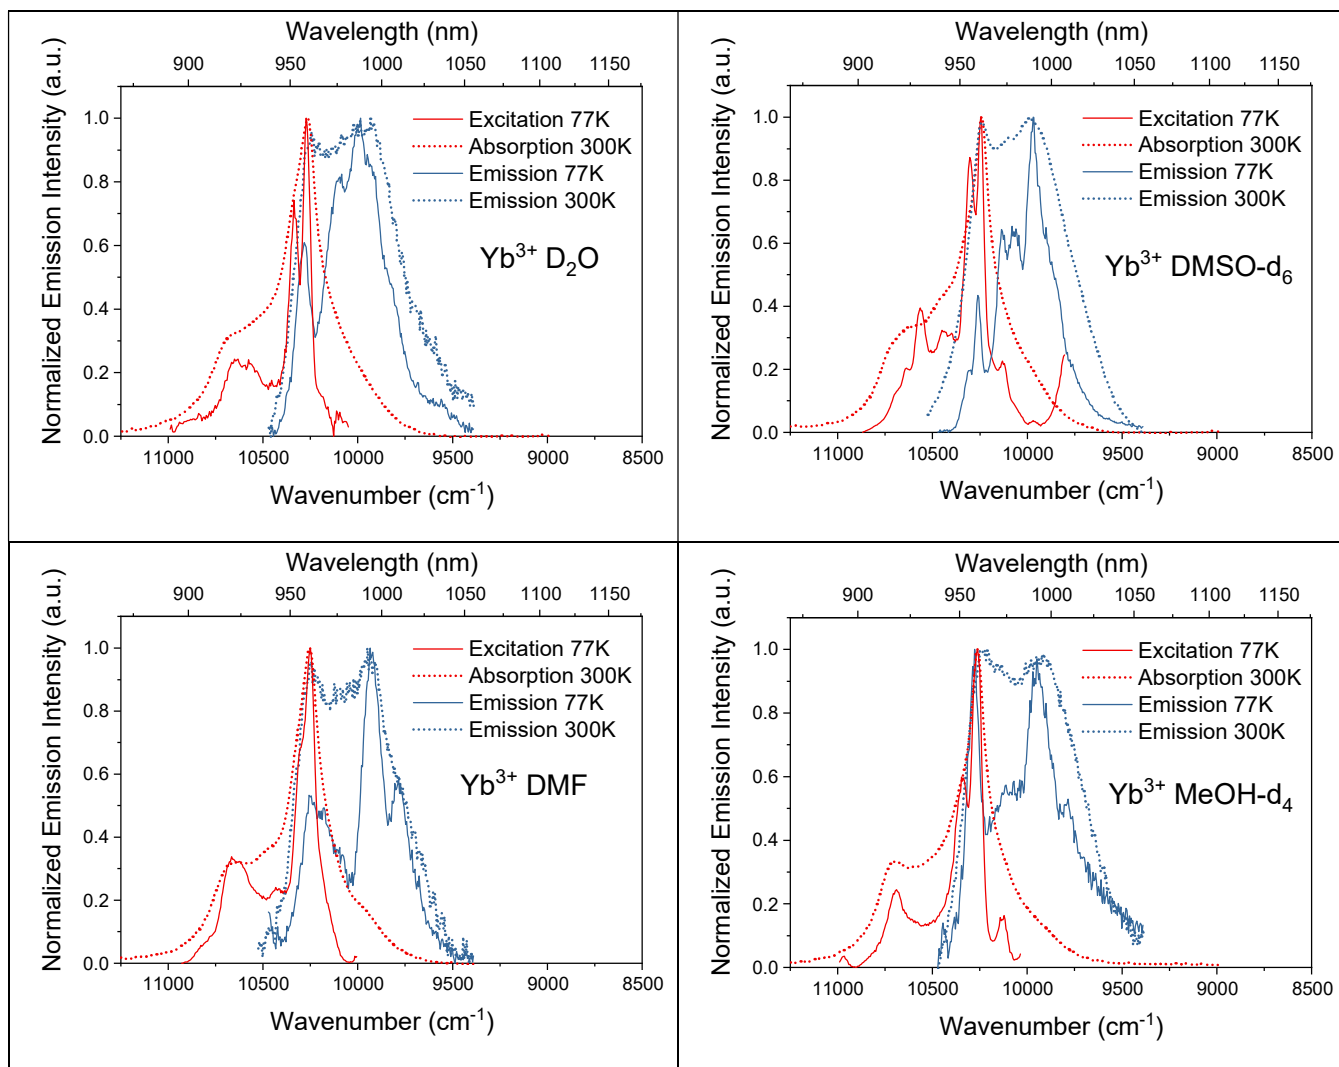 Wavelength (nm)
900 950 1000 1050 1100 1150
Normalized Emission Intensity (a.u.)
1.0
0.8
0.6
0.4
0.2
0.0
Excitation 77K
Absorption 300K
Emission 77K
Emission 300K
Yb³⁺ D₂O
11000 10500 10000 9500 9000 8500
Wavenumber (cm⁻¹)
Wavelength (nm)
900 950 1000 1050 1100 1150
Normalized Emission Intensity (a.u.)
1.0
0.8
0.6
0.4
0.2
0.0
Excitation 77K
Absorption 300K
Emission 77K
Emission 300K
Yb³⁺ DMSO-d₆
11000 10500 10000 9500 9000 8500
Wavenumber (cm⁻¹)
Wavelength (nm)
900 950 1000 1050 1100 1150
Normalized Emission Intensity (a.u.)
1.0
0.8
0.6
0.4
0.2
0.0
Excitation 77K
Absorption 300K
Emission 77K
Emission 300K
Yb³⁺ DMF
11000 10500 10000 9500 9000 8500
Wavenumber (cm⁻¹)
Wavelength (nm)
900 950 1000 1050 1100 1150
Normalized Emission Intensity (a.u.)
1.0
0.8
0.6
0.4
0.2
0.0
Excitation 77K
Absorption 300K
Emission 77K
Emission 300K
Yb³⁺ MeOH-d₄
11000 10500 10000 9500 9000 8500
Wavenumber (cm⁻¹)